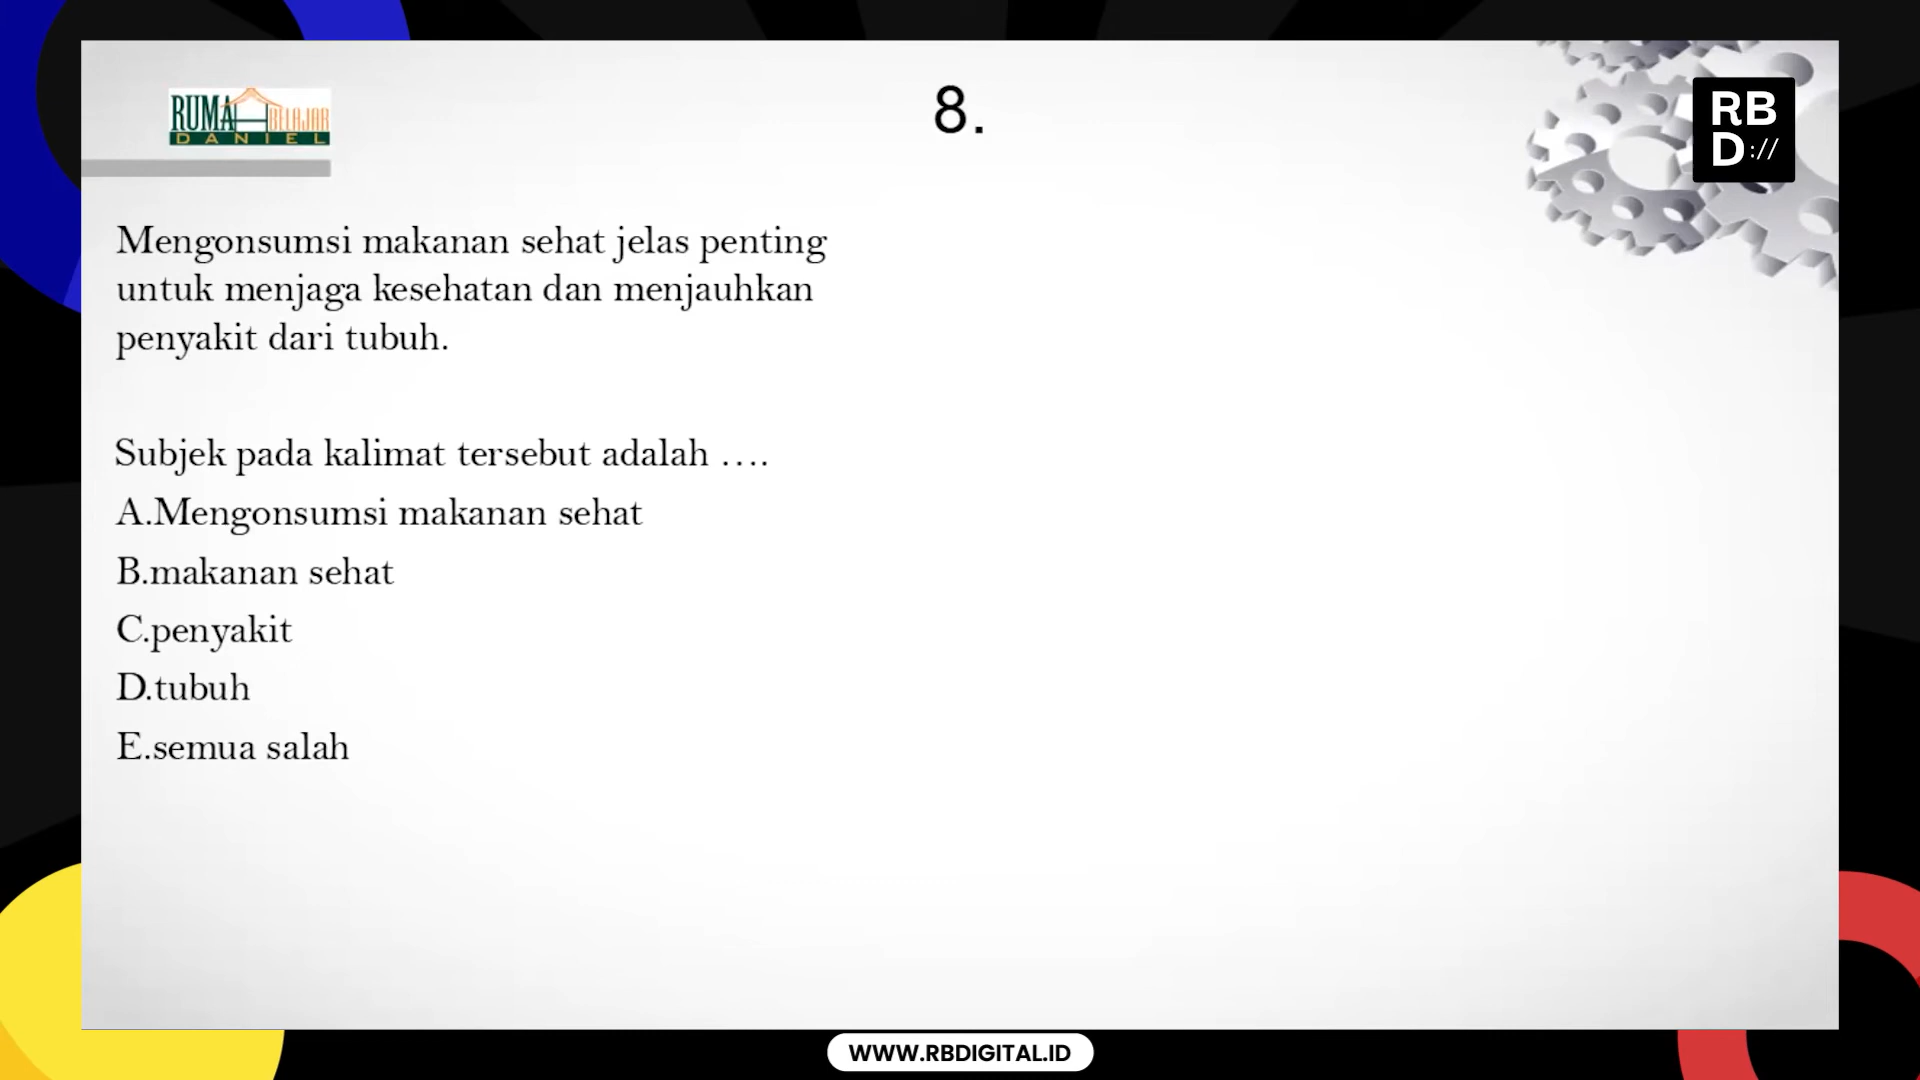 RUMAH BELAJAR
DANIEL
8.
RB
D://
Mengonsumsi makanan sehat jelas penting
untuk menjaga kesehatan dan menjauhkan
penyakit dari tubuh.
Subjek pada kalimat tersebut adalah ....
A.Mengonsumsi makanan sehat
B.makanan sehat
C.penyakit
D.tubuh
E.semua salah
WWW.RBDIGITAL.ID